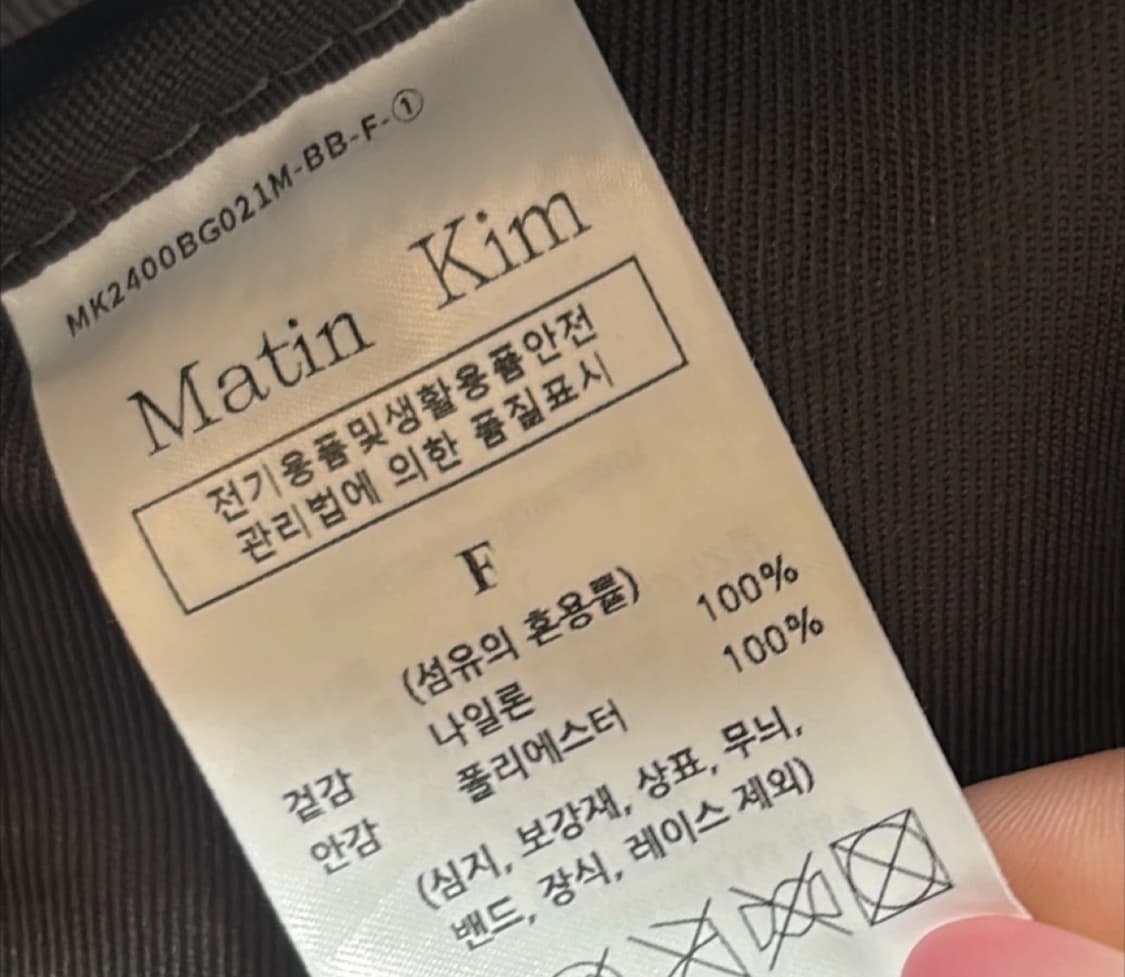 MK2400BG021M-BB-F-①
Matin Kim
전기용품및생활용품안전
관리법에 의한 품질표시
F
(섬유의 혼용률)
겉감 나일론 100%
안감 폴리에스터 100%
(심지, 보강재, 상표, 무늬,
밴드, 장식, 레이스 제외)